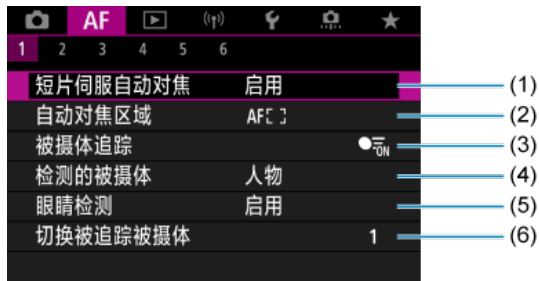 AF
1 2 3 4 5 6
短片伺服自动对焦 启用 (1)
自动对焦区域 AF[ ] (2)
被摄体追踪 ON (3)
检测的被摄体 人物 (4)
眼睛检测 启用 (5)
切换被追踪被摄体 1 (6)